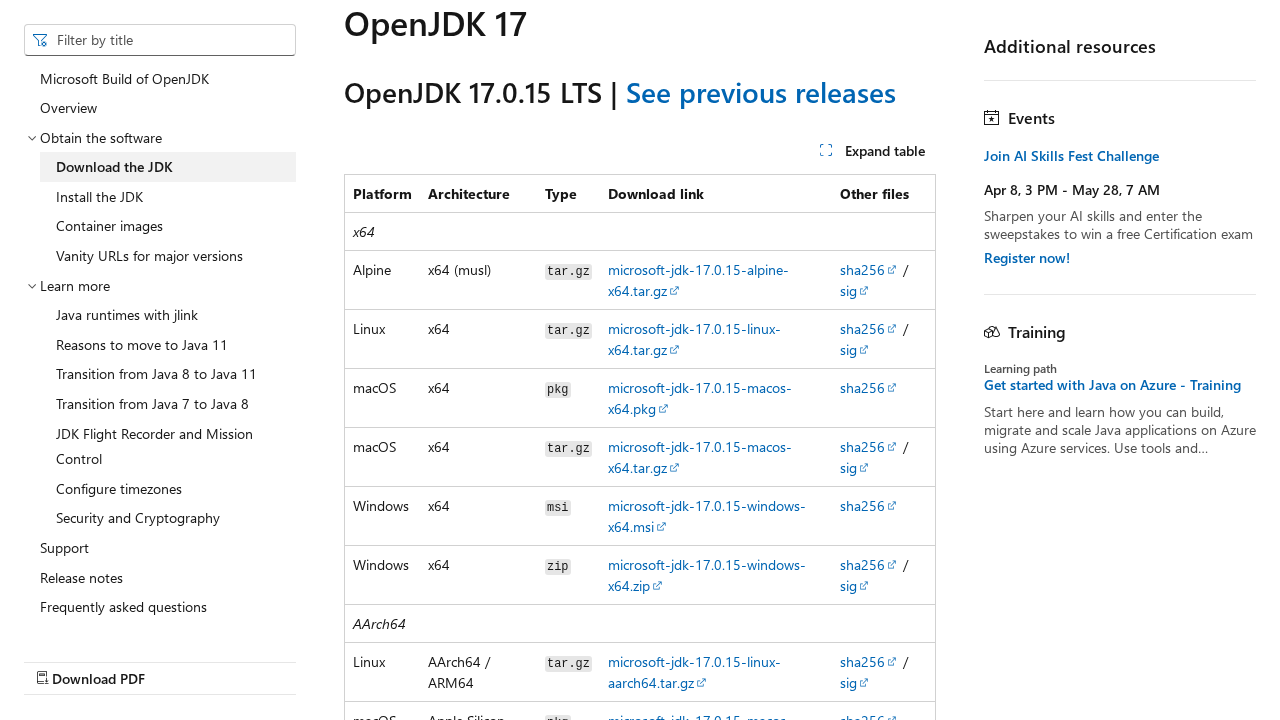 Filter by title
Microsoft Build of OpenJDK
Overview
Obtain the software
Download the JDK
Install the JDK
Container images
Vanity URLs for major versions
Learn more
Java runtimes with jlink
Reasons to move to Java 11
Transition from Java 8 to Java 11
Transition from Java 7 to Java 8
JDK Flight Recorder and Mission
Control
Configure timezones
Security and Cryptography
Support
Release notes
Frequently asked questions
Download PDF
OpenJDK 17
OpenJDK 17.0.15 LTS | See previous releases
Expand table
Platform Architecture Type Download link Other files
x64
Alpine x64 (musl) tar.gz microsoft-jdk-17.0.15-alpine- sha256 /
x64.tar.gz sig
Linux x64 tar.gz microsoft-jdk-17.0.15-linux- sha256 /
x64.tar.gz sig
macOS x64 pkg microsoft-jdk-17.0.15-macos- sha256
x64.pkg
macOS x64 tar.gz microsoft-jdk-17.0.15-macos- sha256 /
x64.tar.gz sig
Windows x64 msi microsoft-jdk-17.0.15-windows- sha256
x64.msi
Windows x64 zip microsoft-jdk-17.0.15-windows- sha256 /
x64.zip sig
AArch64
Linux AArch64 / tar.gz microsoft-jdk-17.0.15-linux- sha256 /
ARM64 aarch64.tar.gz sig
macOS Apple Silicon pkg microsoft-jdk-17.0.15-macos- sha256
Additional resources
Events
Join AI Skills Fest Challenge
Apr 8, 3 PM - May 28, 7 AM
Sharpen your AI skills and enter the
sweepstakes to win a free Certification exam
Register now!
Training
Learning path
Get started with Java on Azure - Training
Start here and learn how you can build,
migrate and scale Java applications on Azure
using Azure services. Use tools and...